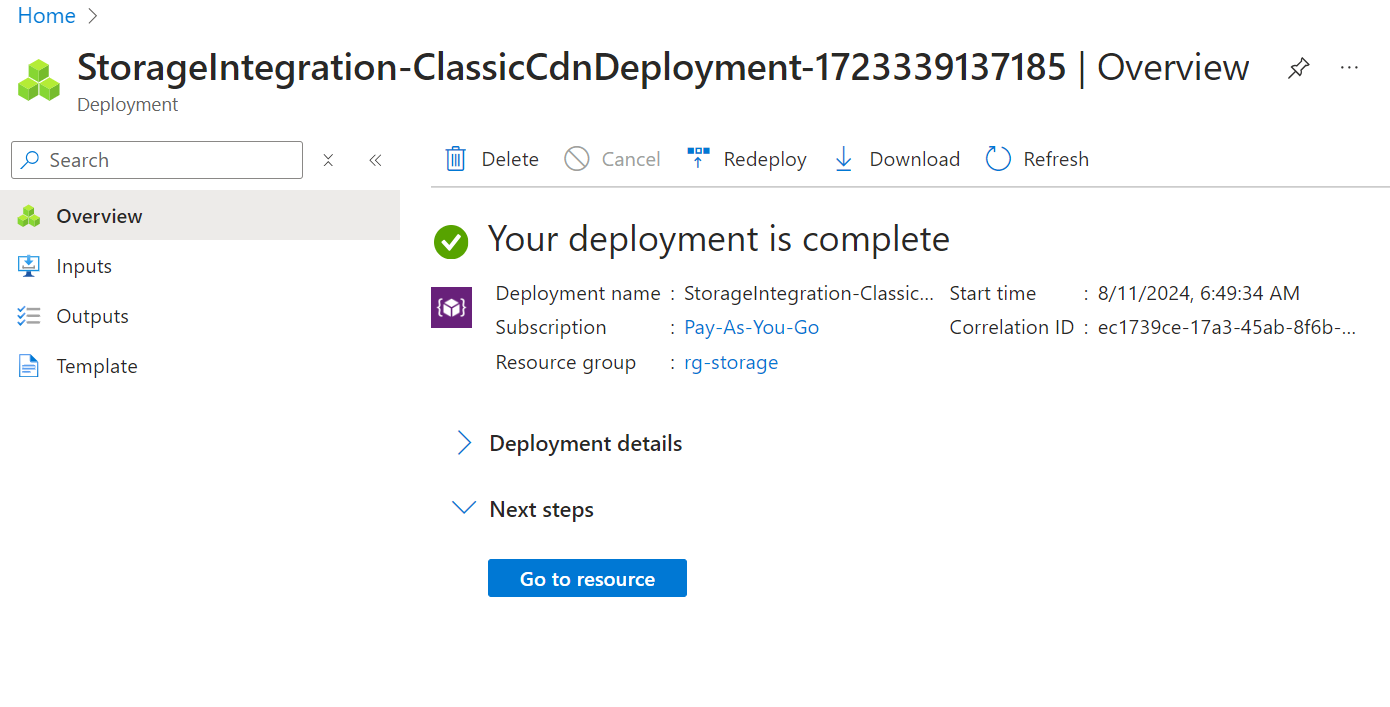 Home
StorageIntegration-ClassicCdnDeployment-1723339137185 | Overview
Deployment
Search
Delete Cancel Redeploy Download Refresh
Overview
Inputs
Outputs
Template
Your deployment is complete
Deployment name : StorageIntegration-Classic... Start time : 8/11/2024, 6:49:34 AM
Subscription : Pay-As-You-Go Correlation ID : ec1739ce-17a3-45ab-8f6b-...
Resource group : rg-storage
Deployment details
Next steps
Go to resource